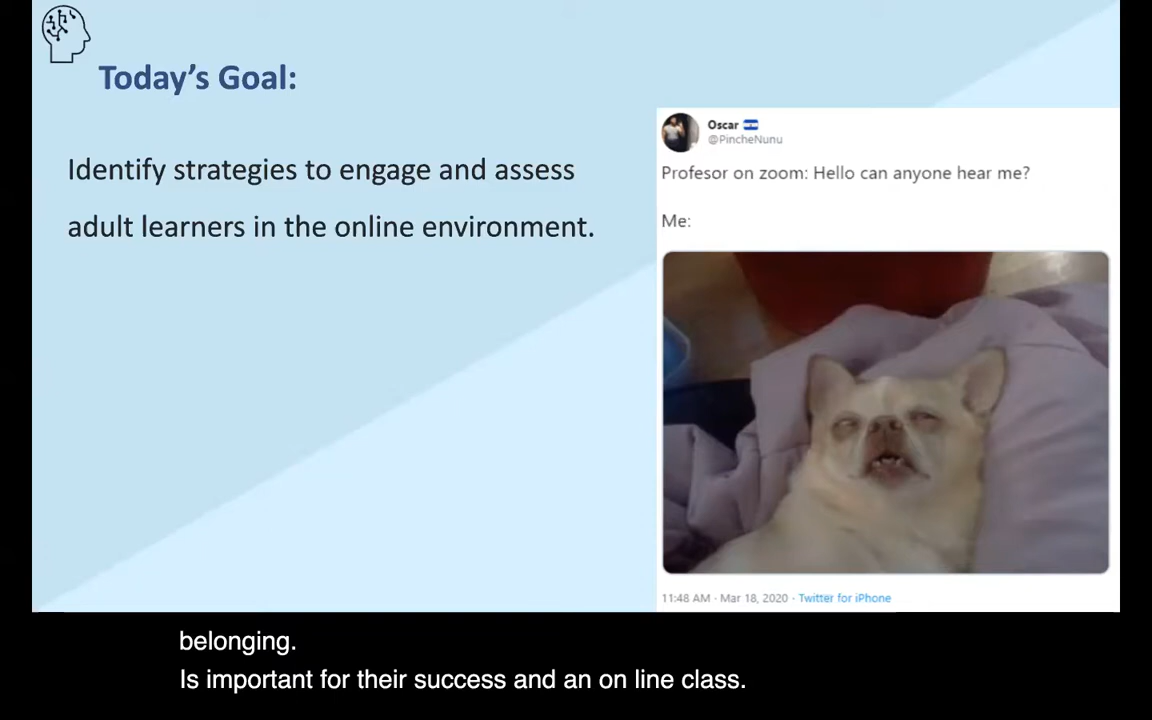 Today's Goal:
Identify strategies to engage and assess
adult learners in the online environment.
Oscar
@PincheNunu
Profesor on zoom: Hello can anyone hear me?
Me:
11:48 AM · Mar 18, 2020 · Twitter for iPhone
belonging.
Is important for their success and an on line class.